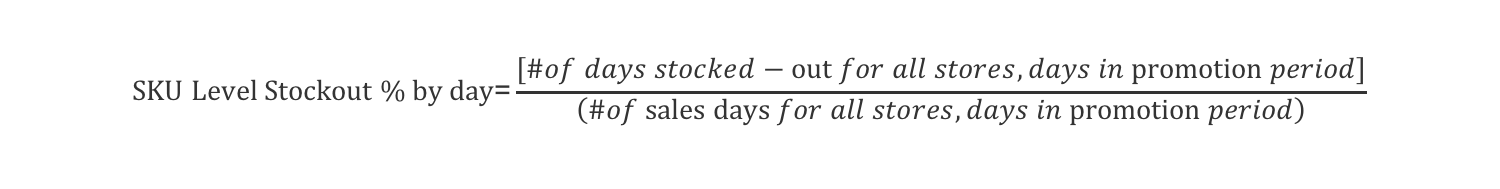 [#of days stocked − out for all stores, days in promotion period]
SKU Level Stockout % by day=
(#of sales days for all stores, days in promotion period)